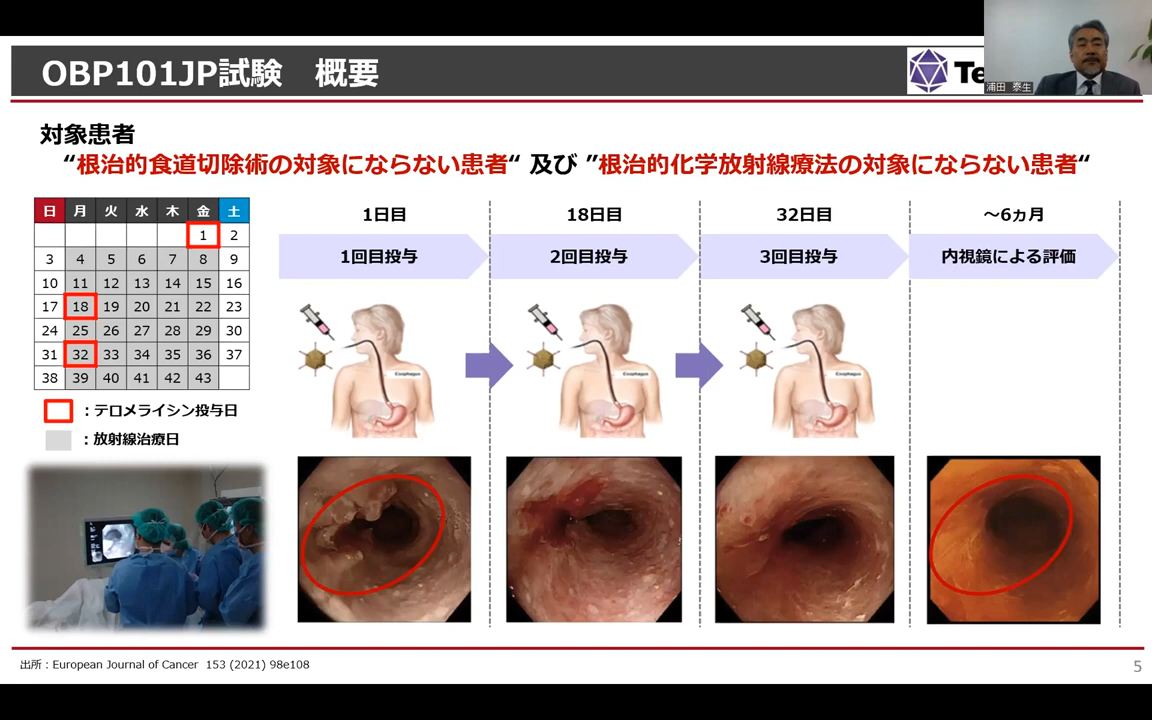 OBP101JP試験　概要
Te
浦田 泰生
対象患者
“根治的食道切除術の対象にならない患者“ 及び ”根治的化学放射線療法の対象にならない患者“
日 月 火 水 木 金 土
1 2
3 4 5 6 7 8 9
10 11 12 13 14 15 16
17 18 19 20 21 22 23
24 25 26 27 28 29 30
31 32 33 34 35 36 37
38 39 40 41 42 43
：テロメライシン投与日
：放射線治療日
1日目 18日目 32日目 ～6ヵ月
1回目投与 2回目投与 3回目投与 内視鏡による評価
Esophagus Esophagus Esophagus
出所：European Journal of Cancer 153 (2021) 98e108
5